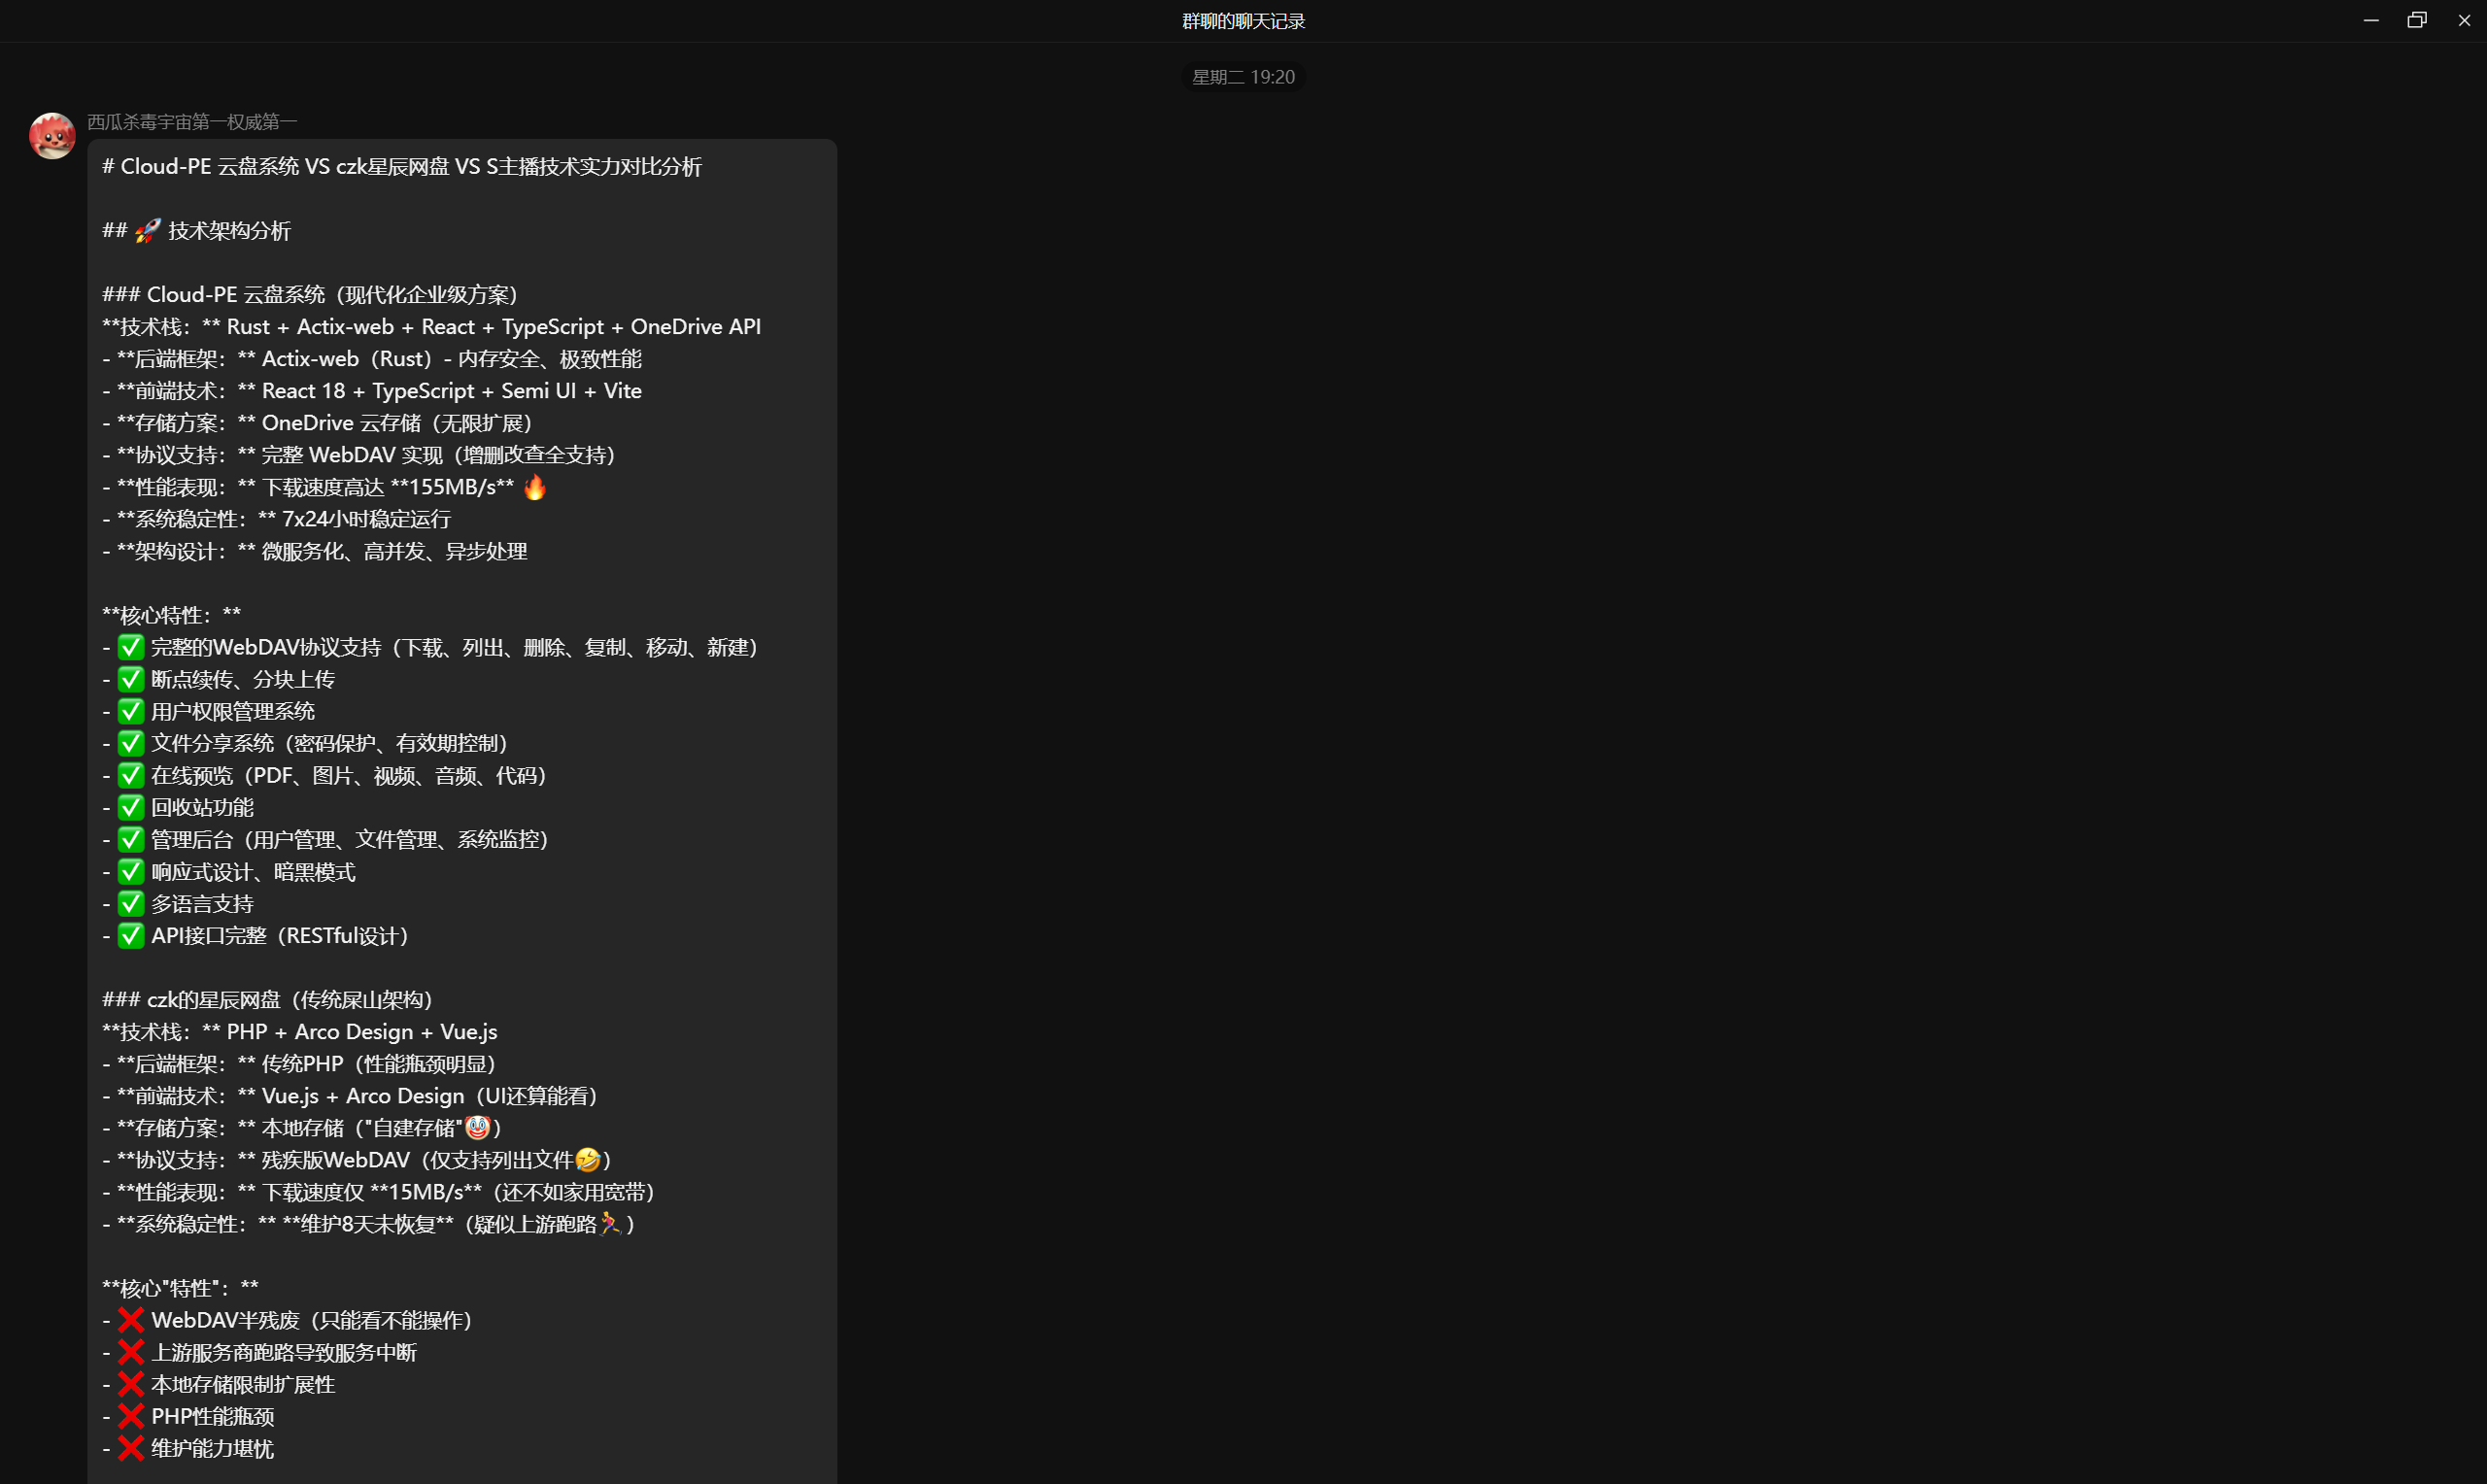 群聊的聊天记录
星期二 19:20
西瓜杀毒宇宙第一权威第一
# Cloud-PE 云盘系统 VS czk星辰网盘 VS S主播技术实力对比分析
## 🚀 技术架构分析
### Cloud-PE 云盘系统（现代化企业级方案）
**技术栈：** Rust + Actix-web + React + TypeScript + OneDrive API
- **后端框架：** Actix-web（Rust）- 内存安全、极致性能
- **前端技术：** React 18 + TypeScript + Semi UI + Vite
- **存储方案：** OneDrive 云存储（无限扩展）
- **协议支持：** 完整 WebDAV 实现（增删改查全支持）
- **性能表现：** 下载速度高达 **155MB/s** 🔥
- **系统稳定性：** 7x24小时稳定运行
- **架构设计：** 微服务化、高并发、异步处理
**核心特性：**
- ✅ 完整的WebDAV协议支持（下载、列出、删除、复制、移动、新建）
- ✅ 断点续传、分块上传
- ✅ 用户权限管理系统
- ✅ 文件分享系统（密码保护、有效期控制）
- ✅ 在线预览（PDF、图片、视频、音频、代码）
- ✅ 回收站功能
- ✅ 管理后台（用户管理、文件管理、系统监控）
- ✅ 响应式设计、暗黑模式
- ✅ 多语言支持
- ✅ API接口完整（RESTful设计）
### czk的星辰网盘（传统屎山架构）
**技术栈：** PHP + Arco Design + Vue.js
- **后端框架：** 传统PHP（性能瓶颈明显）
- **前端技术：** Vue.js + Arco Design（UI还算能看）
- **存储方案：** 本地存储（"自建存储"🤡）
- **协议支持：** 残疾版WebDAV（仅支持列出文件🤣）
- **性能表现：** 下载速度仅 **15MB/s**（还不如家用宽带）
- **系统稳定性：** **维护8天未恢复**（疑似上游跑路🏃）
**核心"特性"：**
- ❌ WebDAV半残废（只能看不能操作）
- ❌ 上游服务商跑路导致服务中断
- ❌ 本地存储限制扩展性
- ❌ PHP性能瓶颈
- ❌ 维护能力堪忧